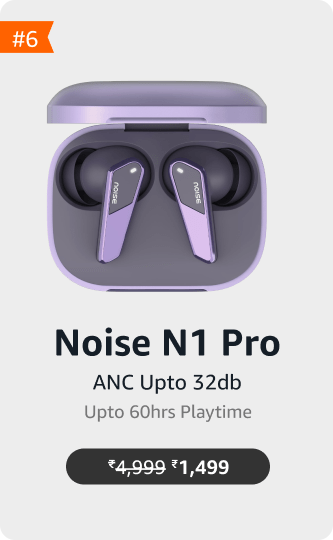 #6
NOISE
NOISE
Noise N1 Pro
ANC Upto 32db
Upto 60hrs Playtime
₹4,999 ₹1,499